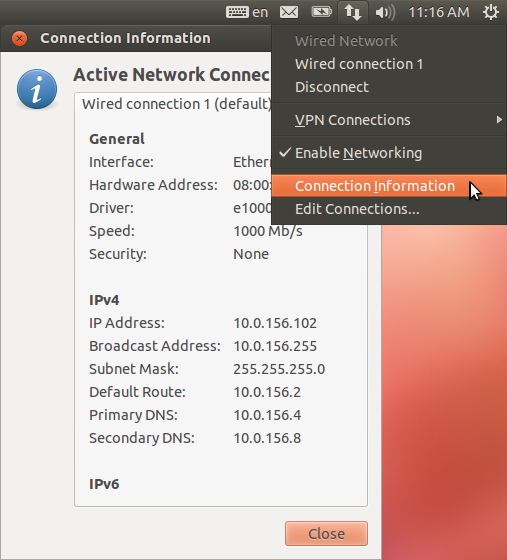 en 11:16 AM
Connection Information
Active Network Connec
Wired connection 1 (default)
General
Interface: Ethern
Hardware Address: 08:00:
Driver: e1000
Speed: 1000 Mb/s
Security: None
IPv4
IP Address: 10.0.156.102
Broadcast Address: 10.0.156.255
Subnet Mask: 255.255.255.0
Default Route: 10.0.156.2
Primary DNS: 10.0.156.4
Secondary DNS: 10.0.156.8
IPv6
Close
Wired Network
Wired connection 1
Disconnect
VPN Connections
Enable Networking
Connection Information
Edit Connections...